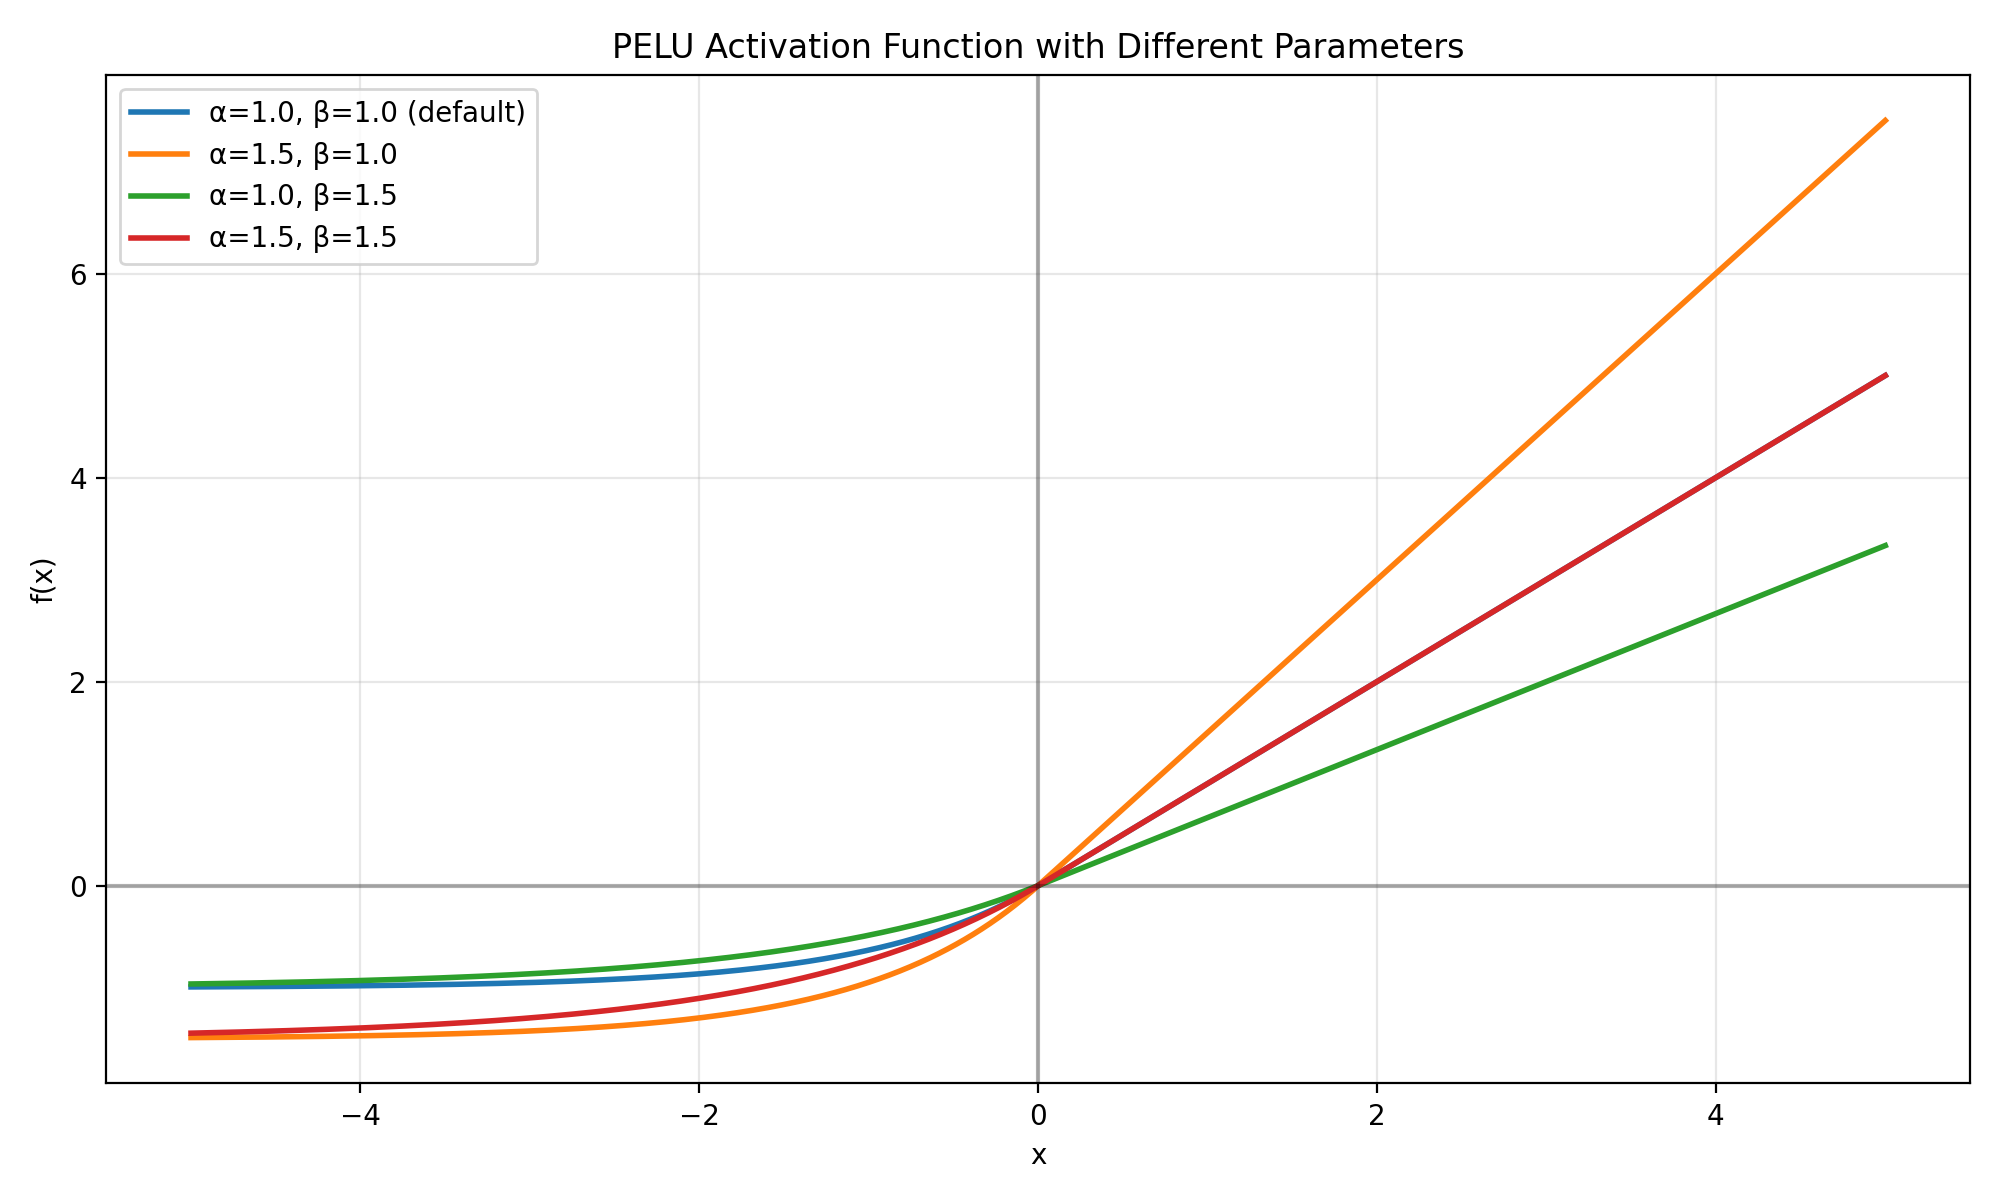 PELU Activation Function with Different Parameters
α=1.0, β=1.0 (default)
α=1.5, β=1.0
α=1.0, β=1.5
α=1.5, β=1.5
f(x)
6
4
2
0
−4
−2
0
2
4
x